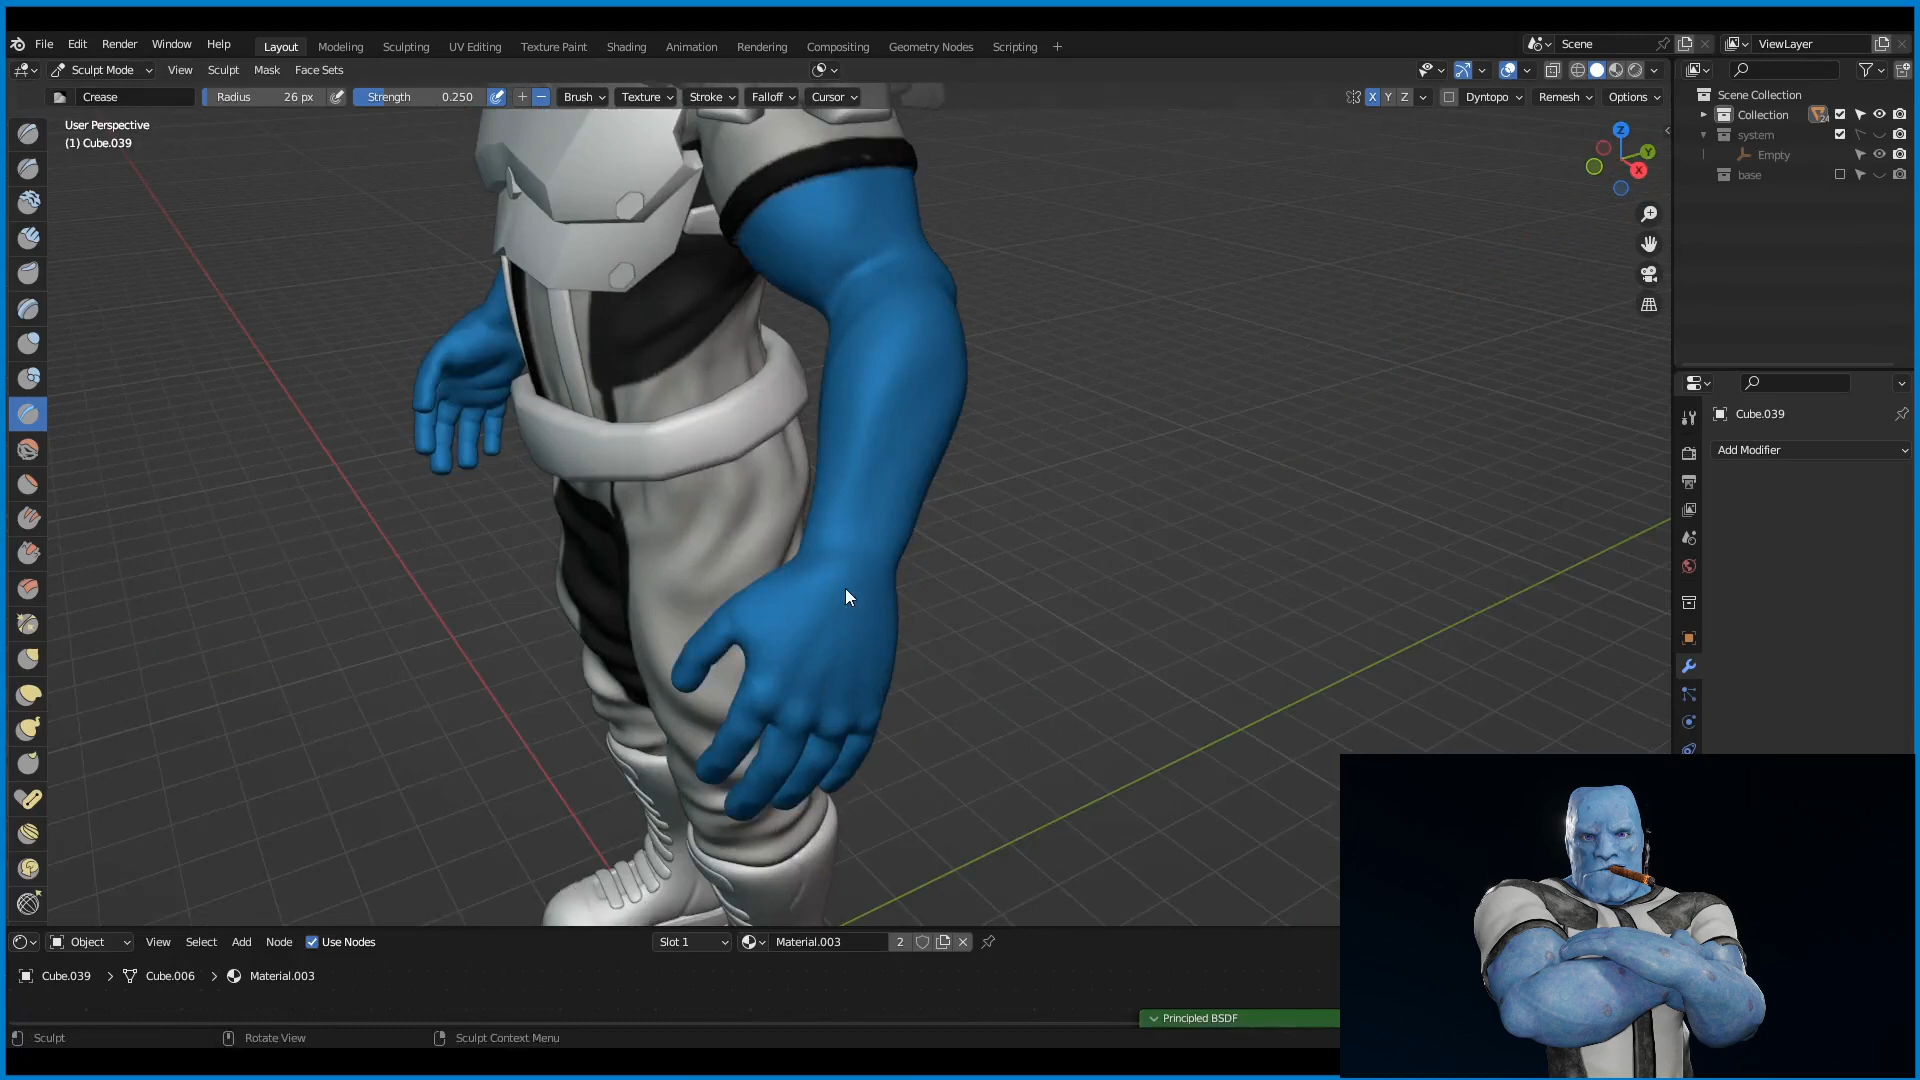 File Edit Render Window Help Layout Modeling Sculpting UV Editing Texture Paint Shading Animation Rendering Compositing Geometry Nodes Scripting + Scene ViewLayer
Sculpt Mode View Sculpt Mask Face Sets
Crease Radius 26 px Strength 0.250 Brush Texture Stroke Falloff Cursor X Y Z Dyntopo Remesh Options
User Perspective
(1) Cube.039
Z
Y
X
Scene Collection
Collection 24
system
Empty
base
Cube.039
Add Modifier
Object View Select Add Node Use Nodes Slot 1 Material.003 2
Cube.039 > Cube.006 > Material.003
Principled BSDF
Sculpt Rotate View Sculpt Context Menu